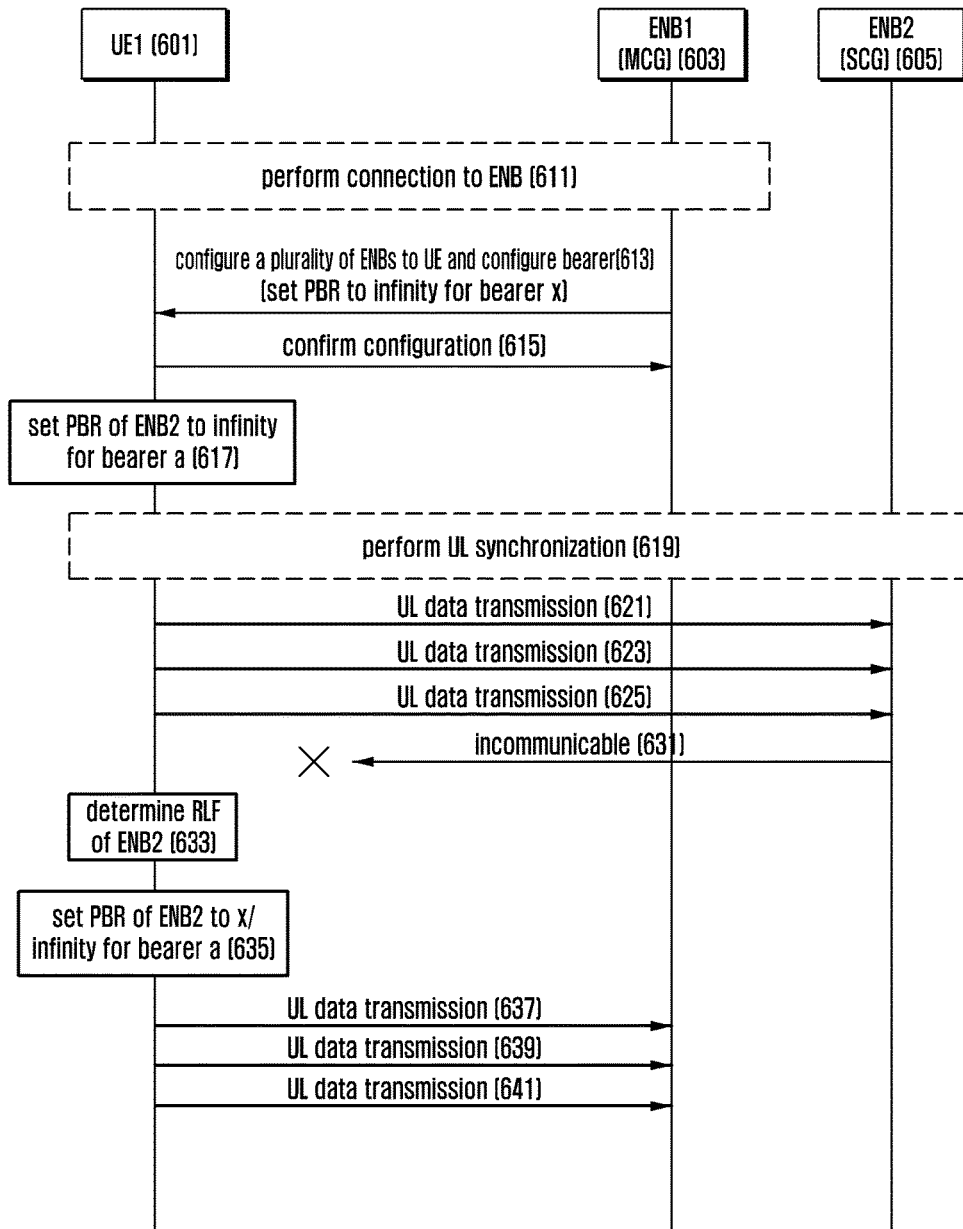 UE1 (601)
ENB1
(MCG) (603)
ENB2
(SCG) (605)
perform connection to ENB (611)
configure a plurality of ENBs to UE and configure bearer(613)
(set PBR to infinity for bearer x)
confirm configuration (615)
set PBR of ENB2 to infinity
for bearer a (617)
perform UL synchronization (619)
UL data transmission (621)
UL data transmission (623)
UL data transmission (625)
incommunicable (631)
determine RLF
of ENB2 (633)
set PBR of ENB2 to x/
infinity for bearer a (635)
UL data transmission (637)
UL data transmission (639)
UL data transmission (641)